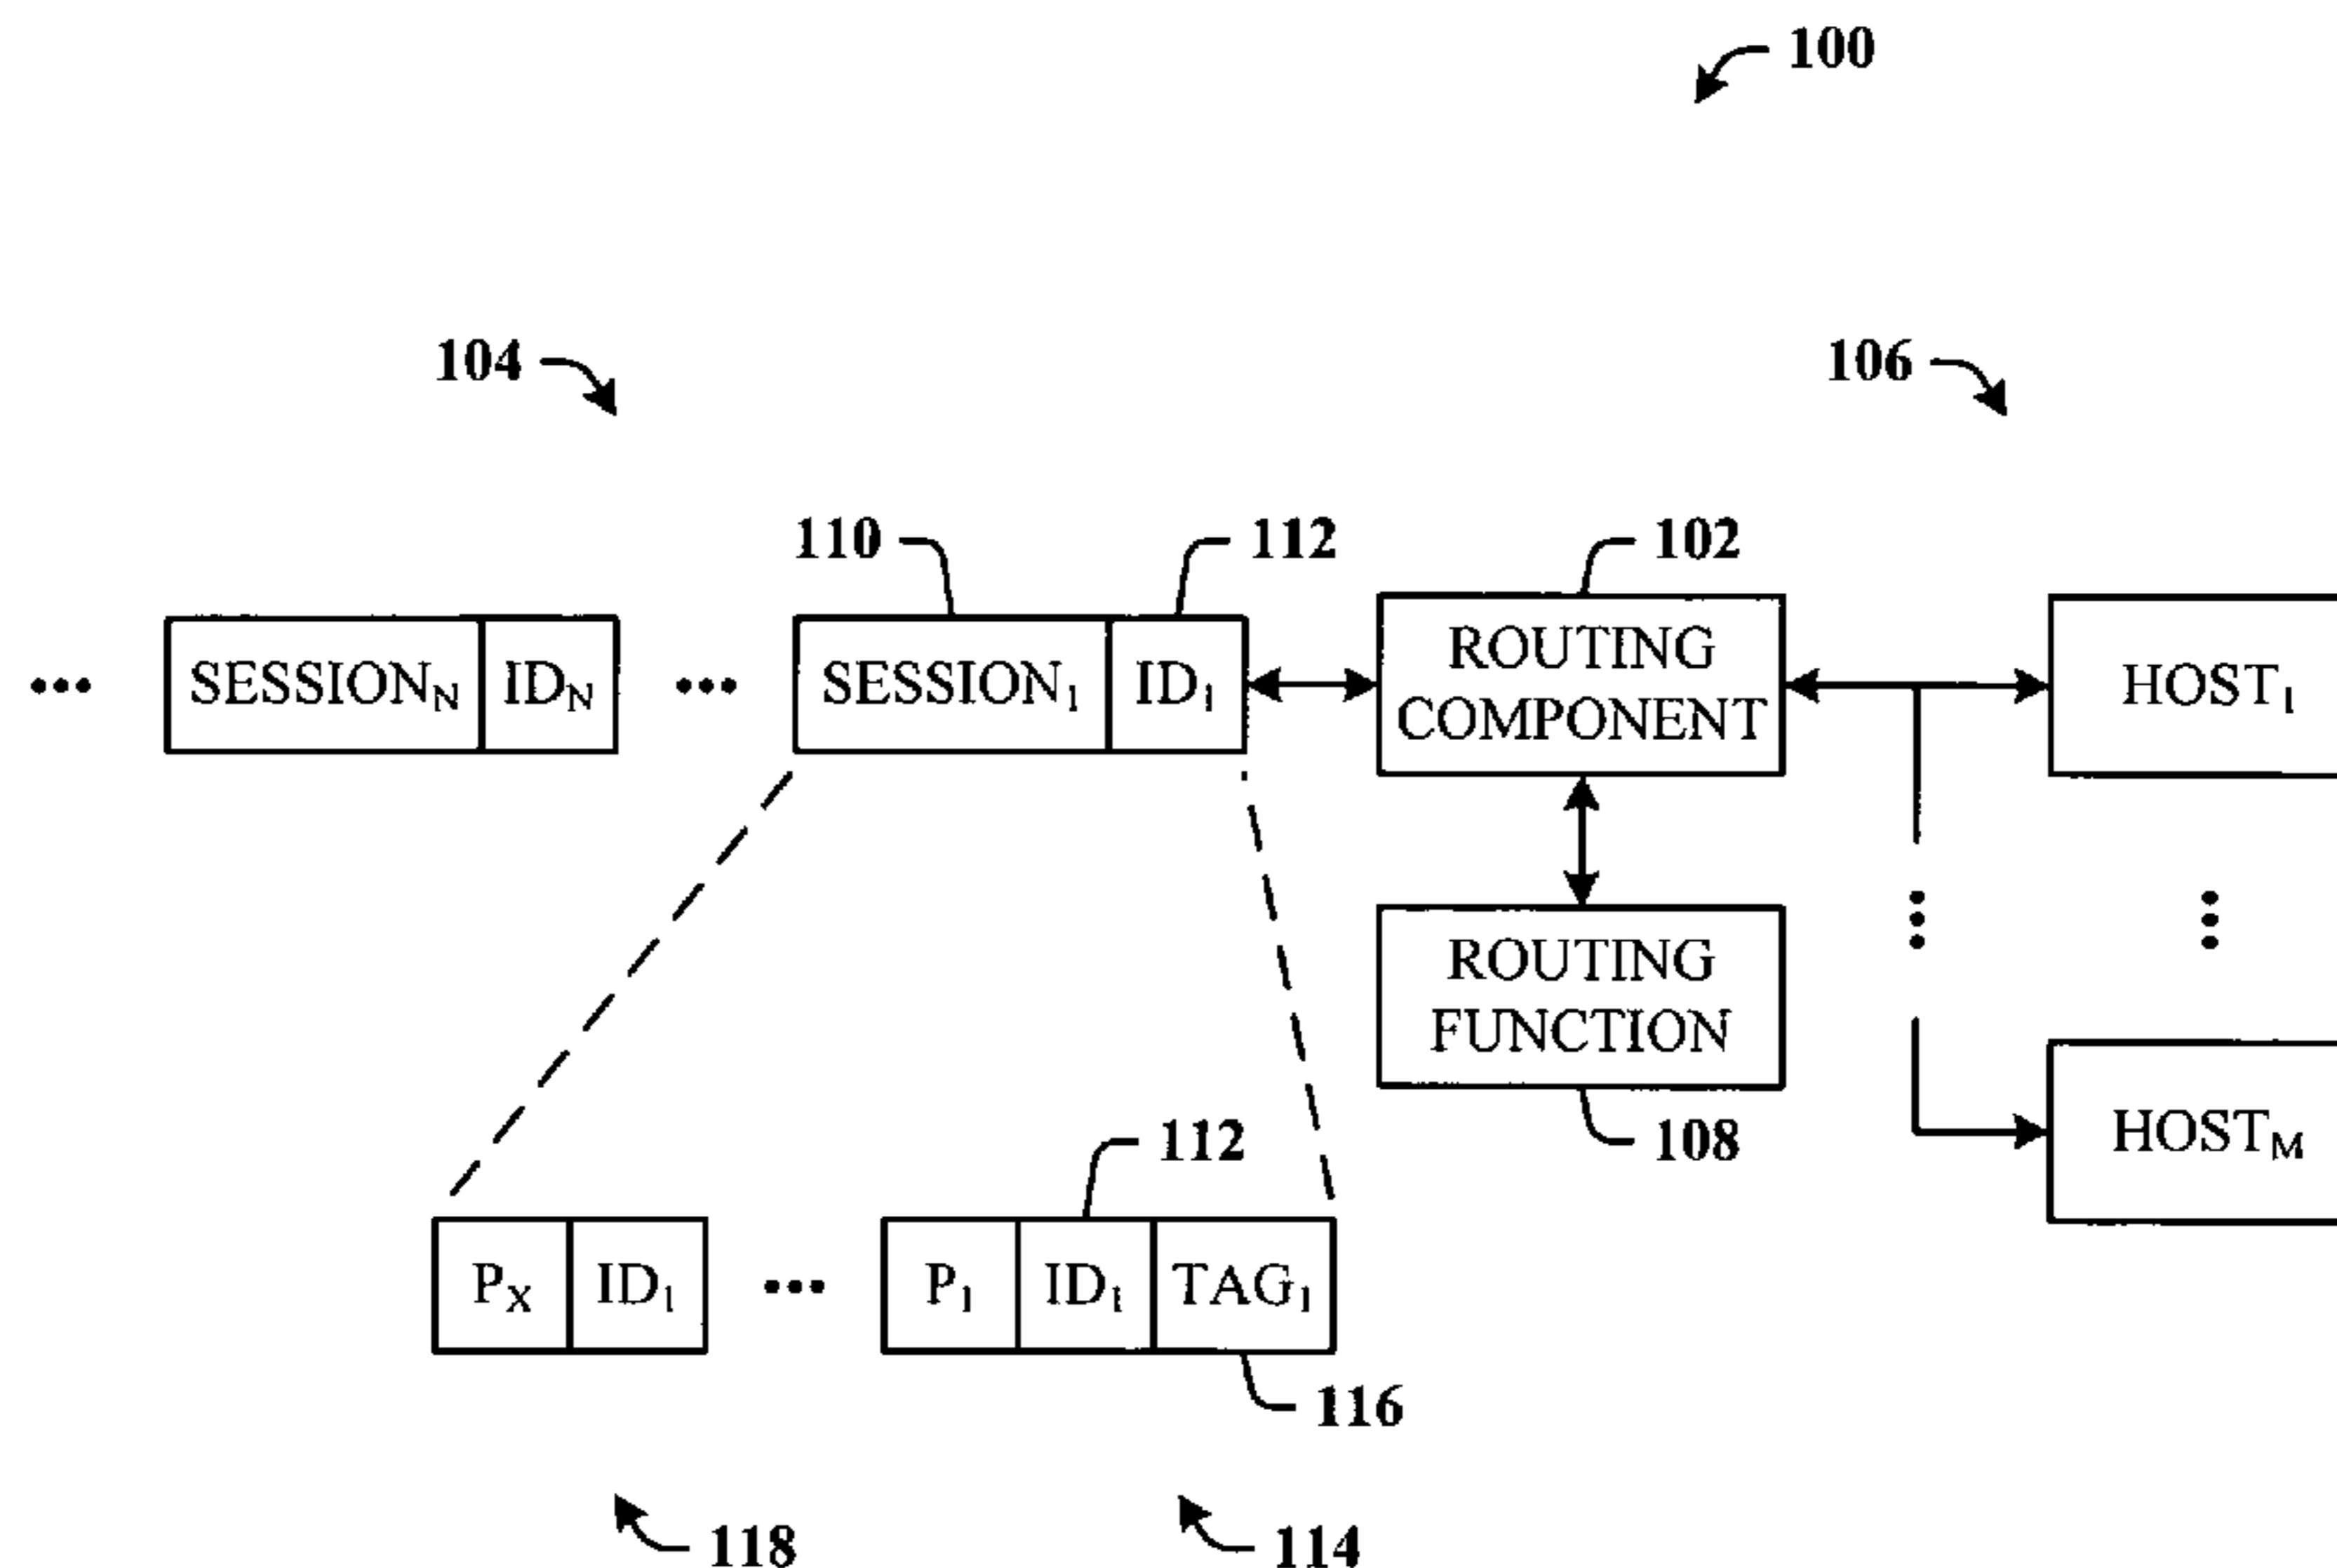 100
104
106
110
112
102
... SESSION_N ID_N ... SESSION_1 ID_1
ROUTING
COMPONENT
HOST_1
ROUTING
FUNCTION
108
HOST_M
112
P_X ID_1 ... P_1 ID_1 TAG_1
116
118
114